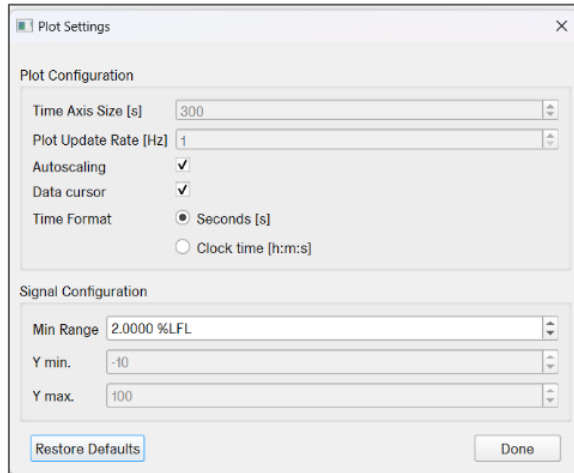 Plot Settings
Plot Configuration
Time Axis Size [s] 300
Plot Update Rate [Hz] 1
Autoscaling
Data cursor
Time Format Seconds [s]
Clock time [h:m:s]
Signal Configuration
Min Range 2.0000 %LFL
Y min. -10
Y max. 100
Restore Defaults Done